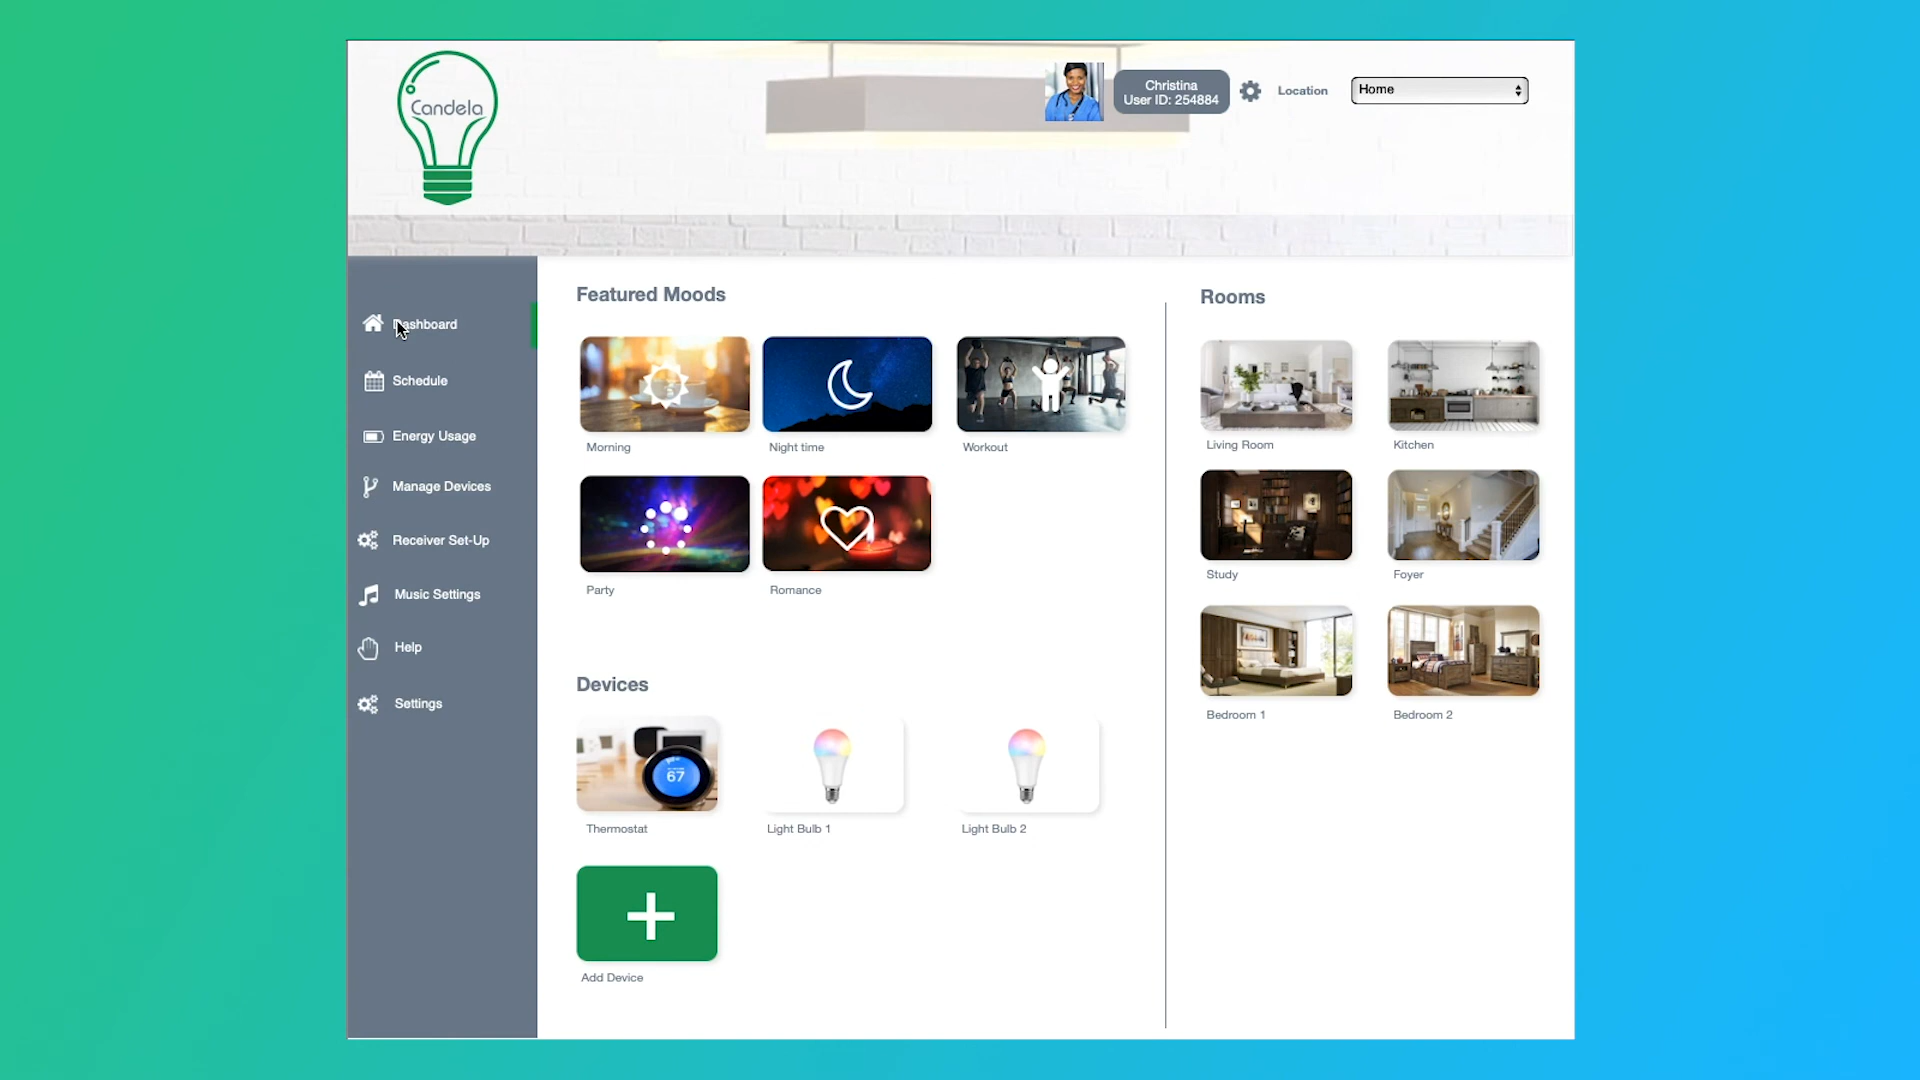 Candela
Christina
User ID: 254884
Location
Home
Dashboard
Schedule
Energy Usage
Manage Devices
Receiver Set-Up
Music Settings
Help
Settings
Featured Moods
Morning
Night time
Workout
Party
Romance
Devices
67
Thermostat
Light Bulb 1
Light Bulb 2
Add Device
Rooms
Living Room
Kitchen
Study
Foyer
Bedroom 1
Bedroom 2